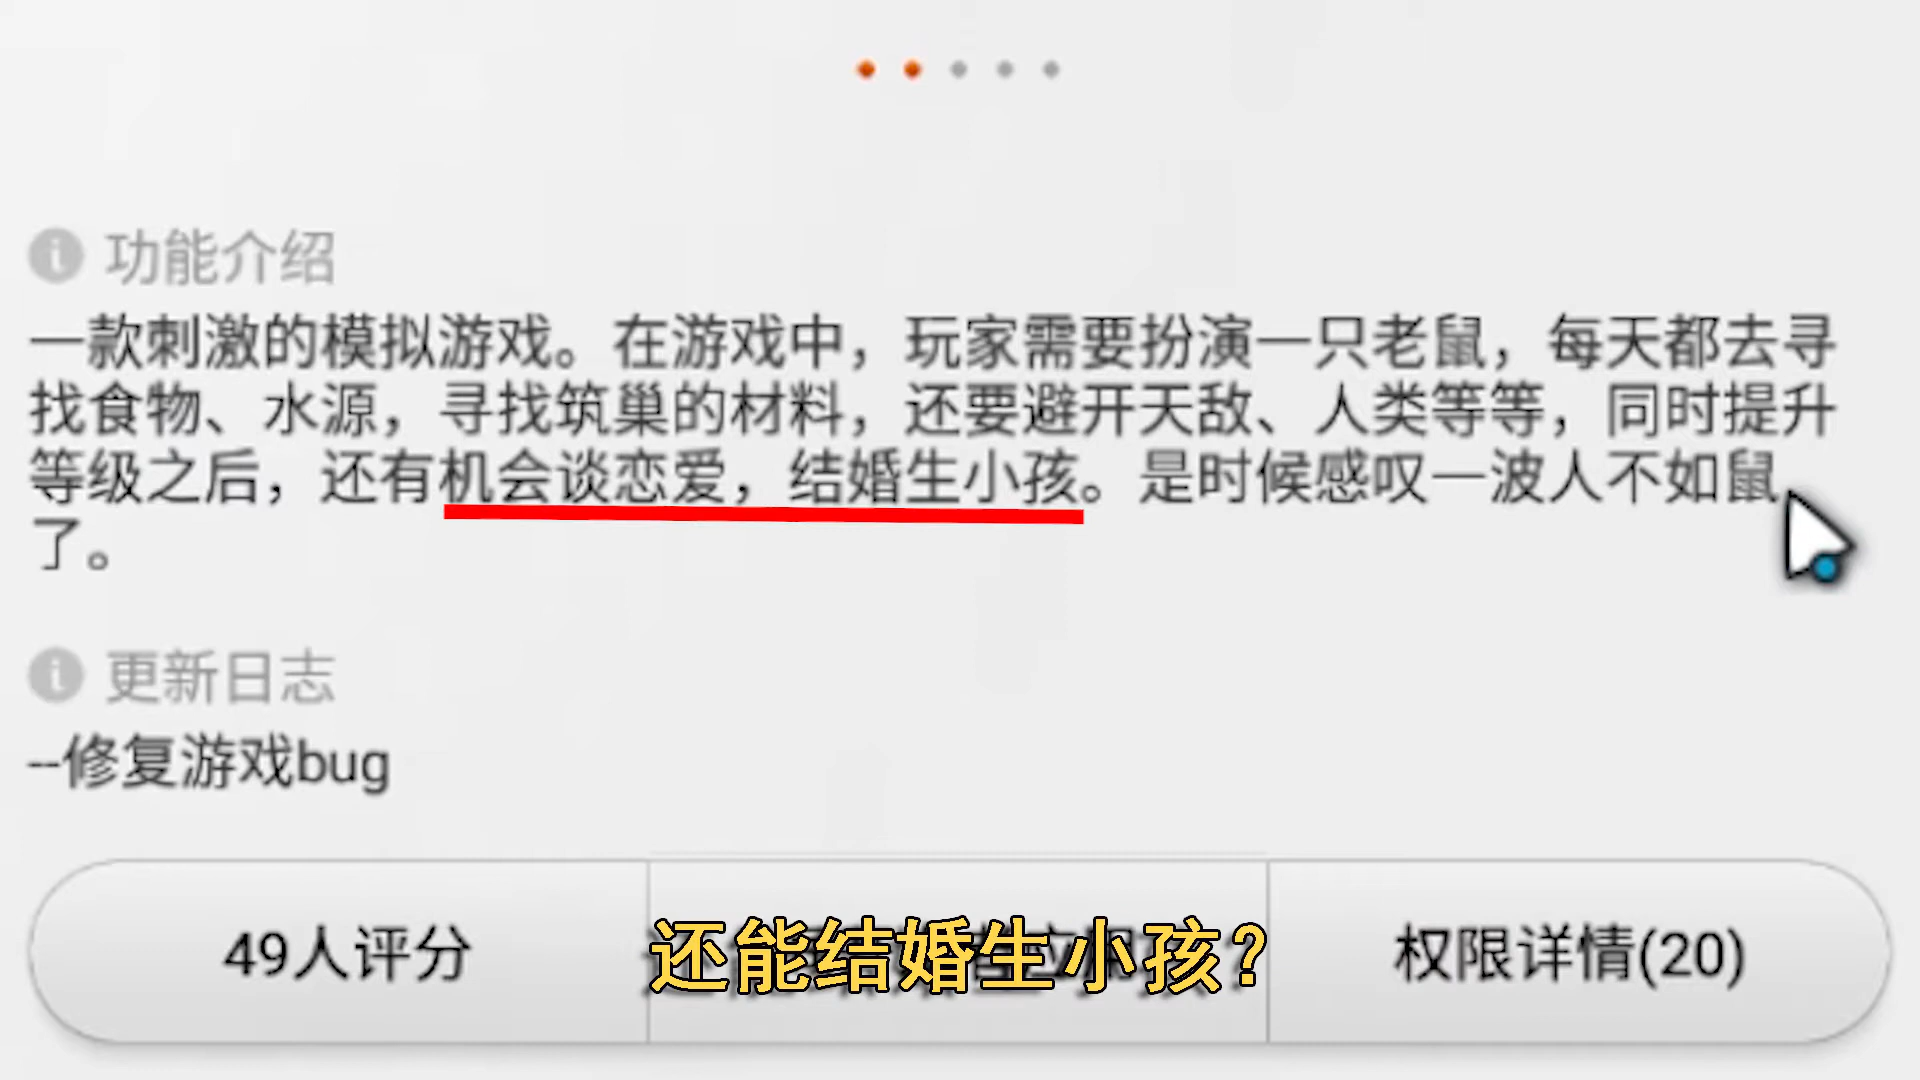 功能介绍
一款刺激的模拟游戏。在游戏中，玩家需要扮演一只老鼠，每天都去寻
找食物、水源，寻找筑巢的材料，还要避开天敌、人类等等，同时提升
等级之后，还有机会谈恋爱，结婚生小孩。是时候感叹一波人不如鼠
了。
更新日志
--修复游戏bug
49人评分
还能结婚生小孩？
权限详情(20)